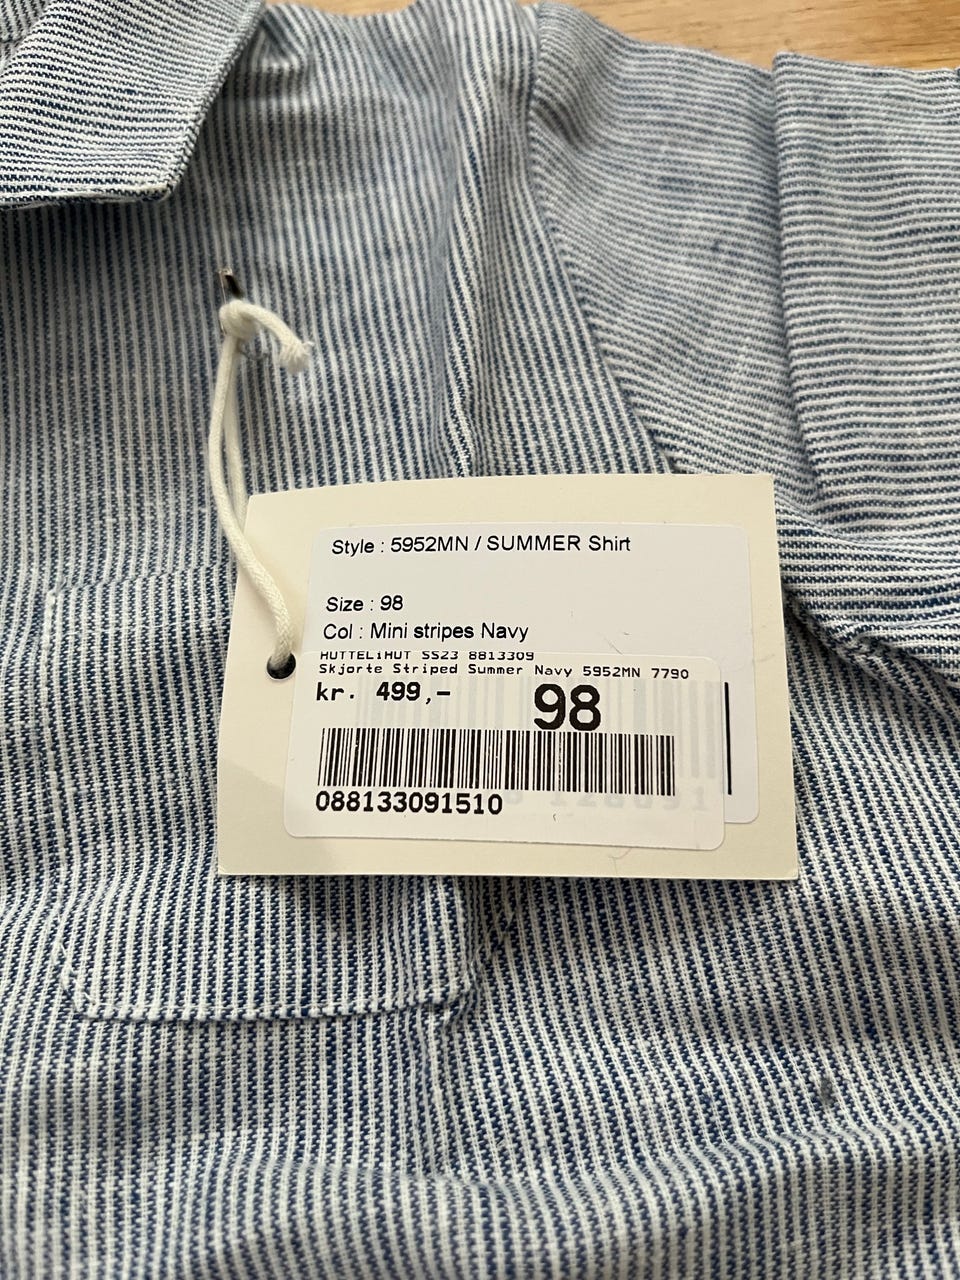 Style : 5952MN / SUMMER Shirt
Size : 98
Col : Mini stripes Navy
HUTTELiHUT SS23 8813309
Skjorte Striped Summer Navy 5952MN 7790
kr. 499,-
98
088133091510